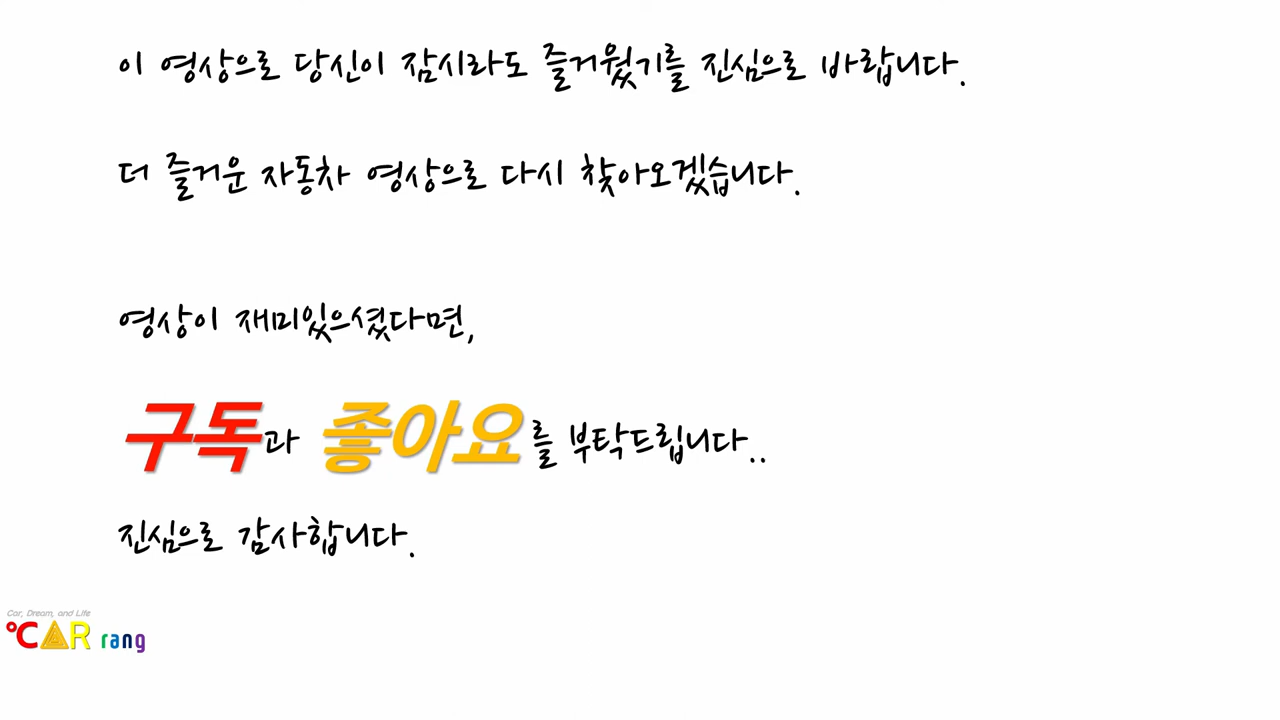 이 영상으로 당신이 잠시라도 즐거웠기를 진심으로 바랍니다.
더 즐거운 자동차 영상으로 다시 찾아오겠습니다.
영상이 재미있으셨다면,
구독과 좋아요를 부탁드립니다..
진심으로 감사합니다.
Car, Dream, and Life
°CAR rang